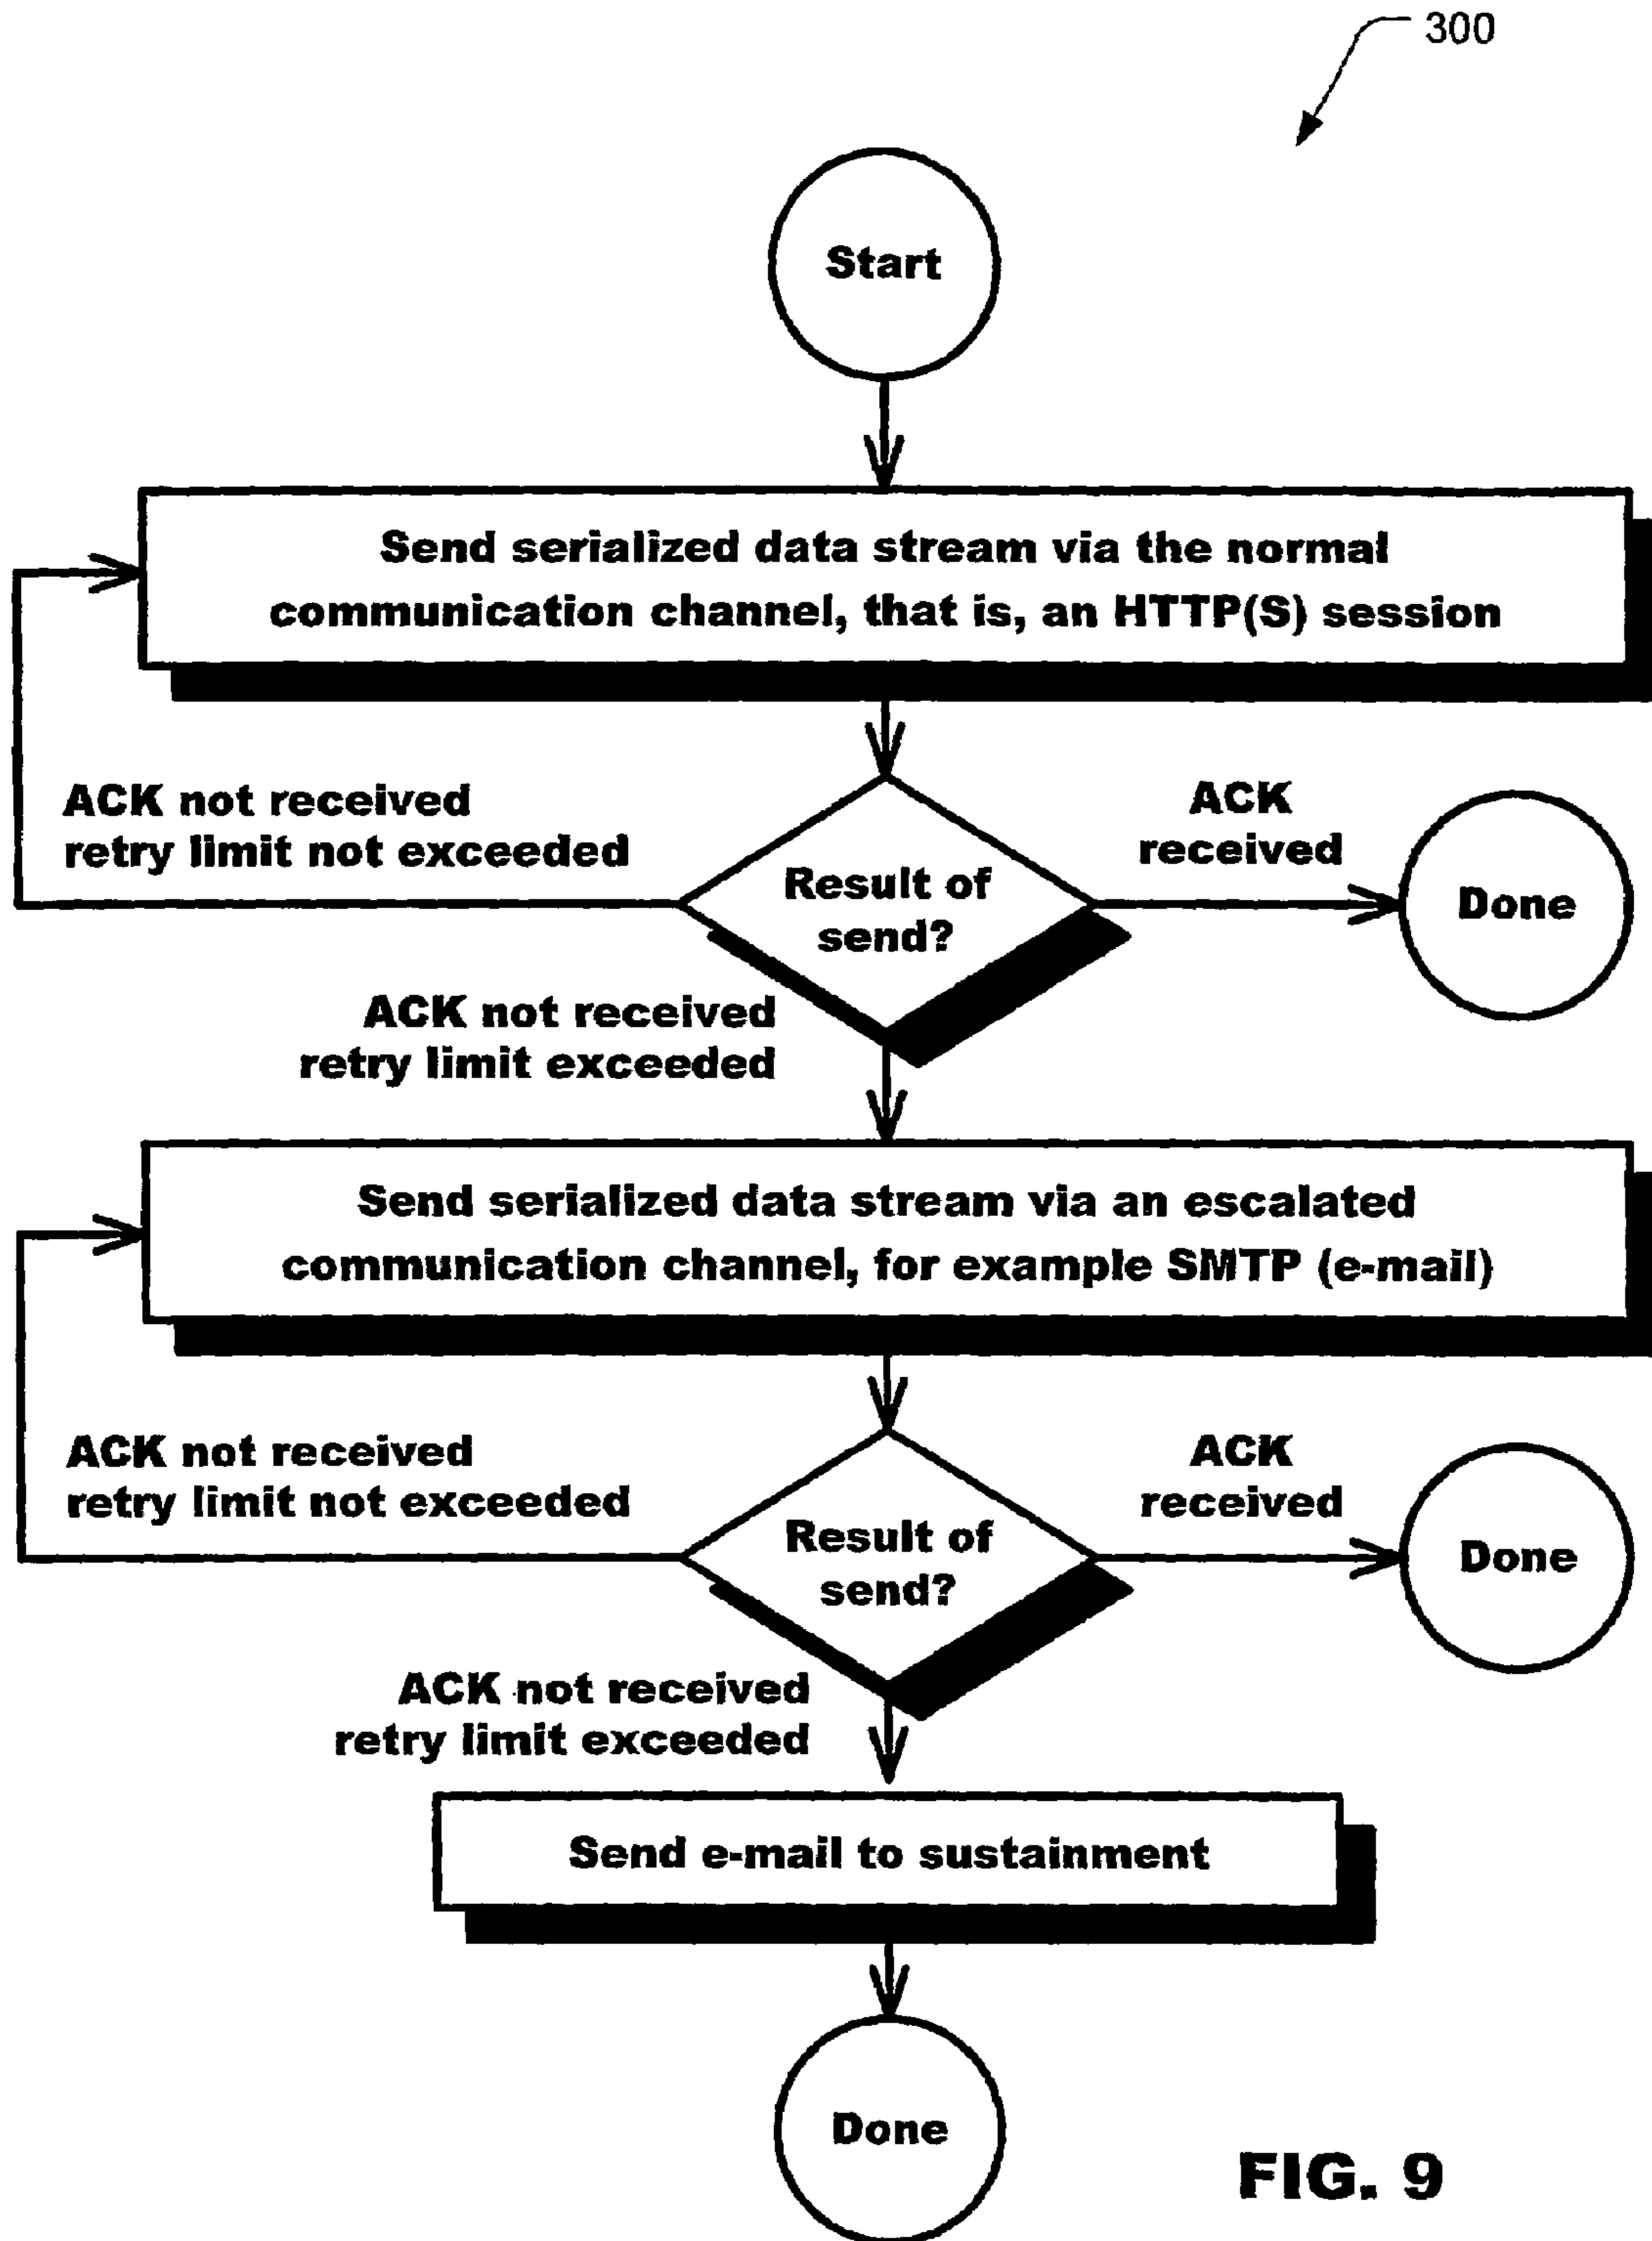 300
Start
Send serialized data stream via the normal
communication channel, that is, an HTTP(S) session
ACK not received
retry limit not exceeded
ACK
received
Result of
send?
Done
ACK not received
retry limit exceeded
Send serialized data stream via an escalated
communication channel, for example SMTP (e-mail)
ACK not received
retry limit not exceeded
ACK
received
Result of
send?
Done
ACK not received
retry limit exceeded
Send e-mail to sustainment
Done
FIG. 9